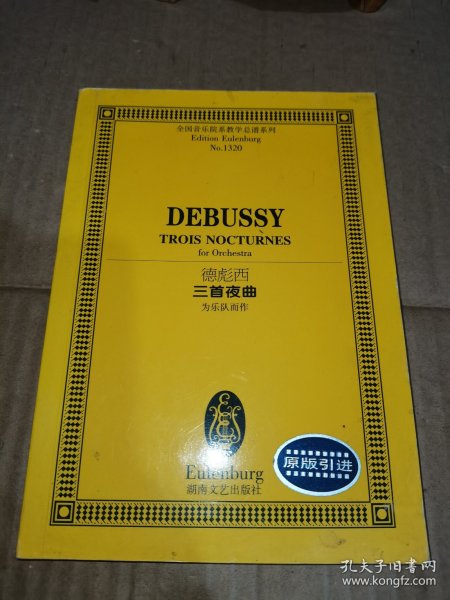 全国音乐院系教学总谱系列
Edition Eulenburg
No.1320
DEBUSSY
TROIS NOCTURNES
for Orchestra
德彪西
三首夜曲
为乐队而作
Eulenburg
湖南文艺出版社
原版引进
孔夫子旧书网
www.kongfz.com